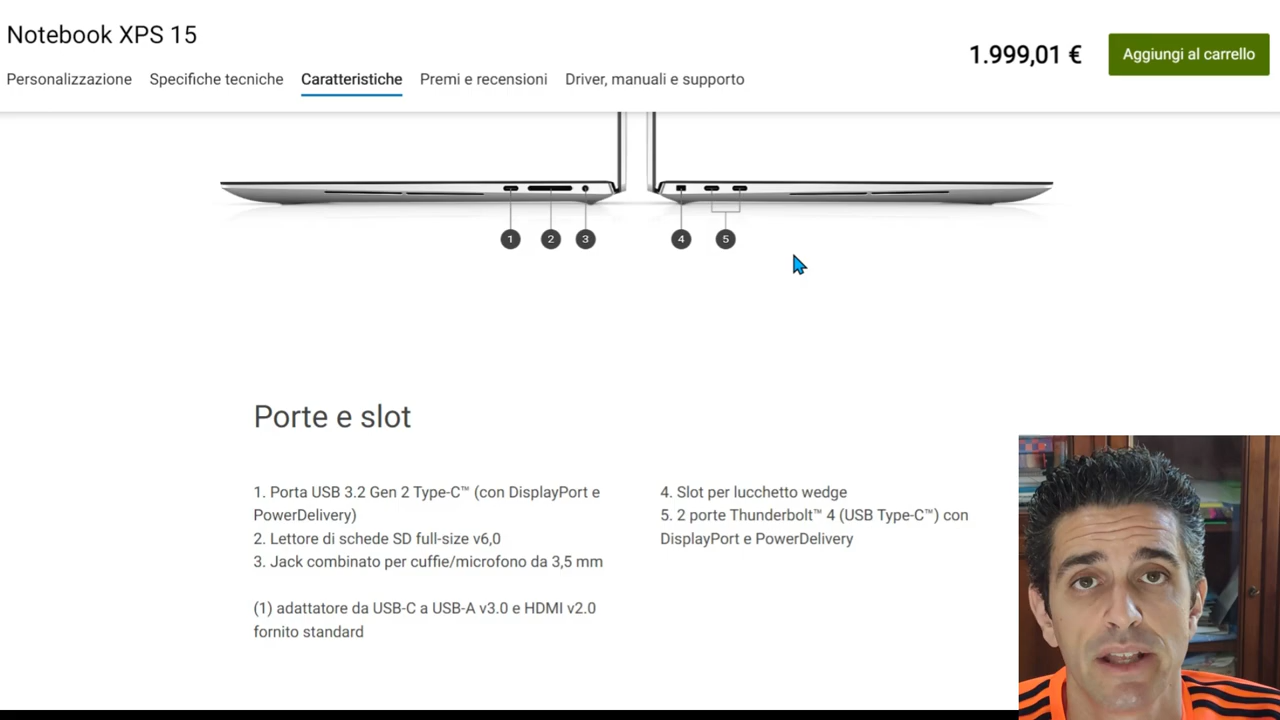 Notebook XPS 15
1.999,01 €
Aggiungi al carrello
Personalizzazione
Specifiche tecniche
Caratteristiche
Premi e recensioni
Driver, manuali e supporto
1
2
3
4
5
Porte e slot
1. Porta USB 3.2 Gen 2 Type-C™ (con DisplayPort e
PowerDelivery)
2. Lettore di schede SD full-size v6,0
3. Jack combinato per cuffie/microfono da 3,5 mm
(1) adattatore da USB-C a USB-A v3.0 e HDMI v2.0
fornito standard
4. Slot per lucchetto wedge
5. 2 porte Thunderbolt™ 4 (USB Type-C™) con
DisplayPort e PowerDelivery